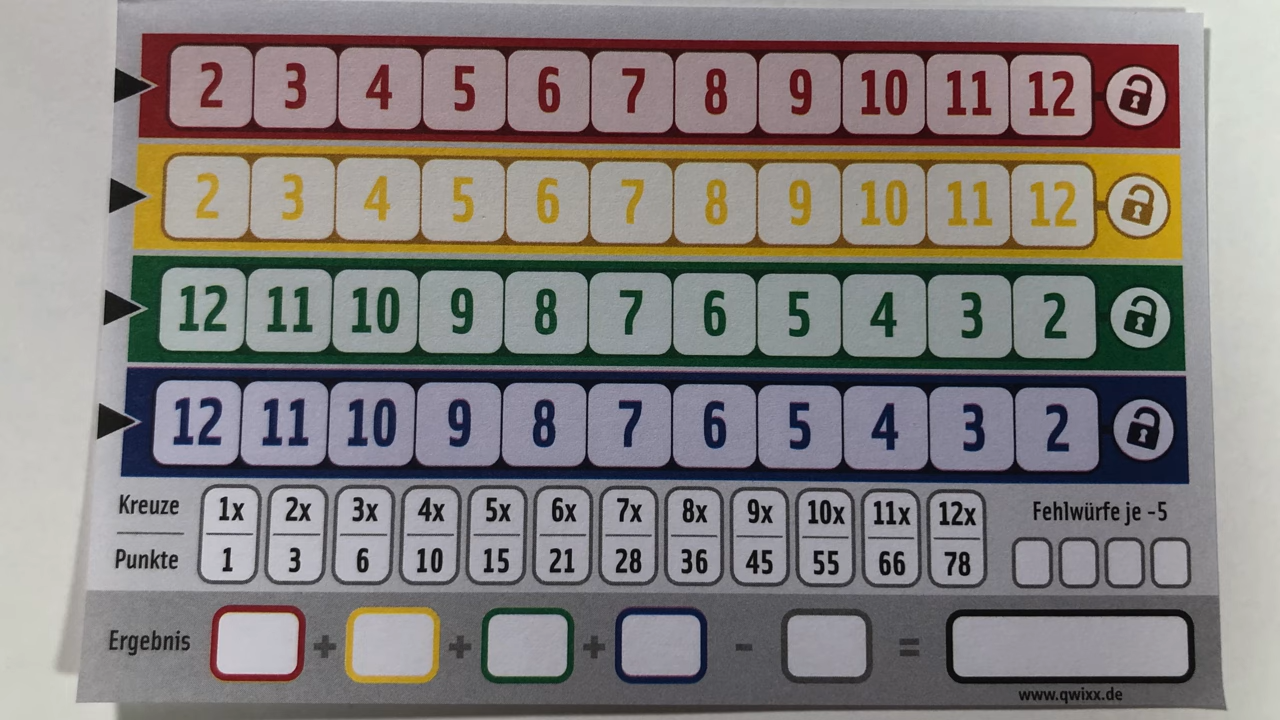 2 3 4 5 6 7 8 9 10 11 12
2 3 4 5 6 7 8 9 10 11 12
12 11 10 9 8 7 6 5 4 3 2
12 11 10 9 8 7 6 5 4 3 2
Kreuze 1x 2x 3x 4x 5x 6x 7x 8x 9x 10x 11x 12x Fehlwürfe je -5
Punkte 1 3 6 10 15 21 28 36 45 55 66 78
Ergebnis + + + - =
www.qwixx.de